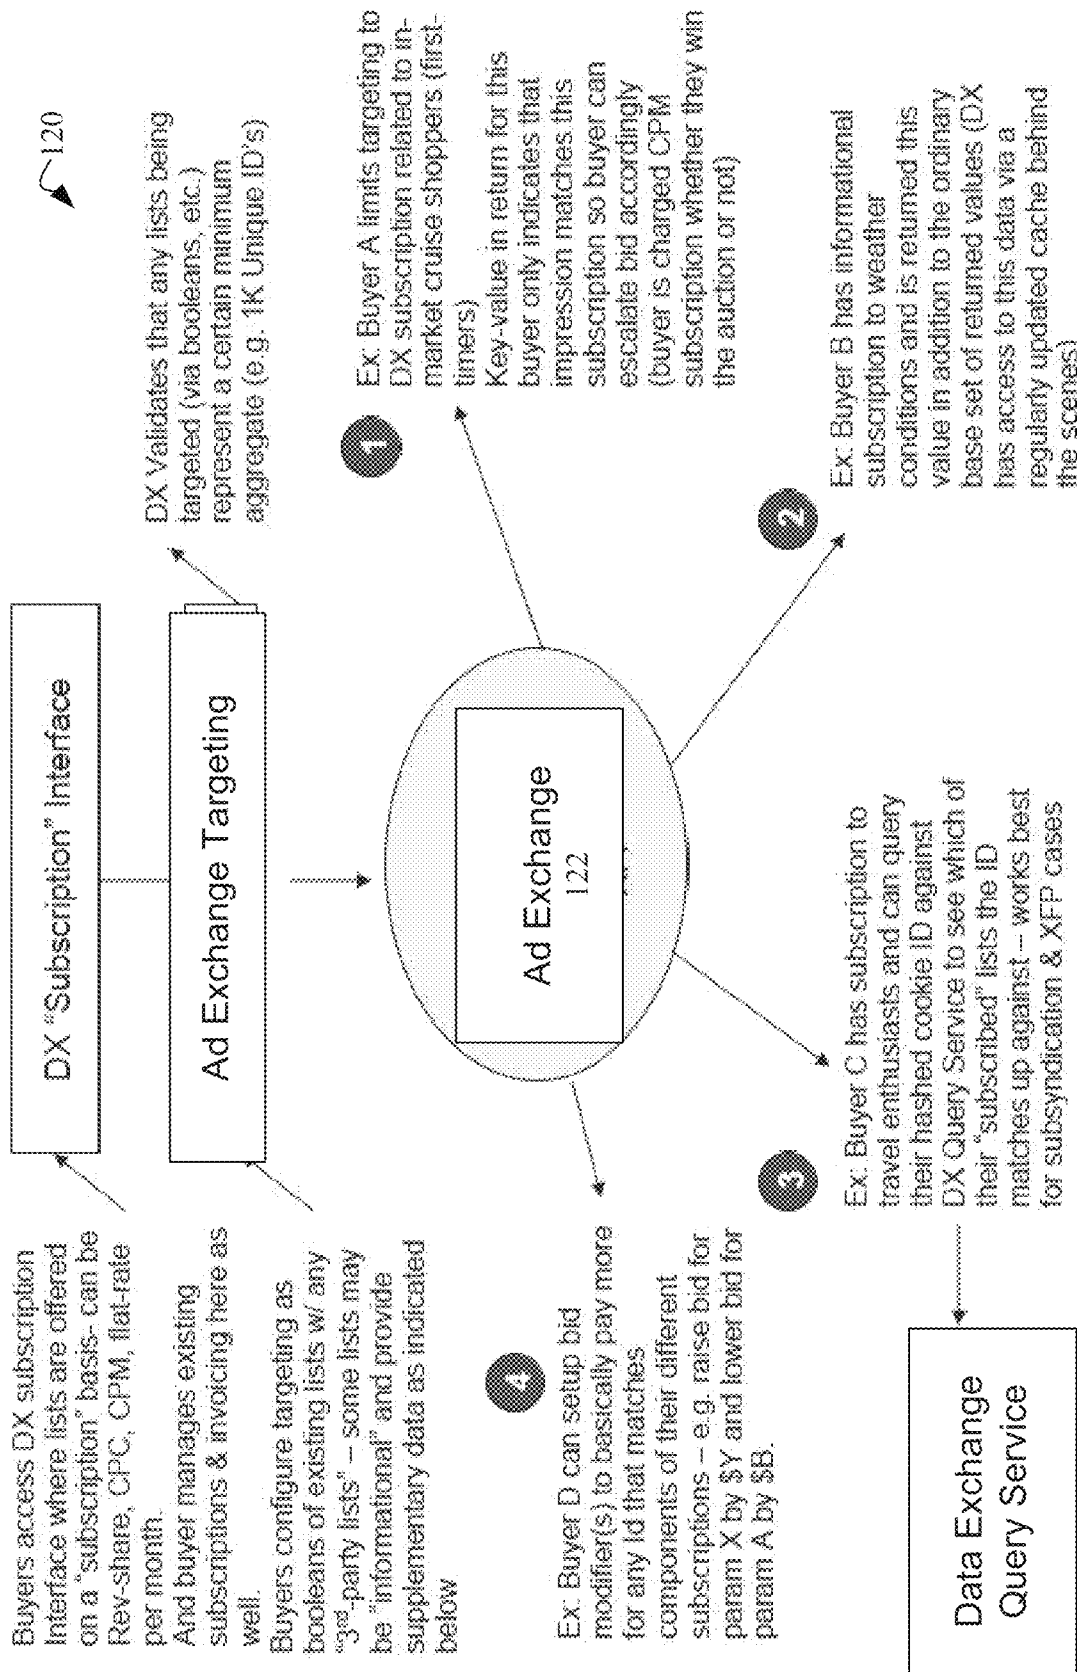 120
Buyers access DX subscription
Interface where lists are offered
on a "subscription" basis- can be
Rev-share, CPC, CPM, flat-rate
per month.
And buyer manages existing
subscriptions & invoicing here as
well.
Buyers configure targeting as
booleans of existing lists w/ any
"3rd-party lists" – some lists may
be "informational" and provide
supplementary data as indicated
below
DX "Subscription" Interface
Ad Exchange Targeting
DX Validates that any lists being
targeted (via booleans, etc.)
represent a certain minimum
aggregate (e.g. 1K Unique ID's)
Ad Exchange
122
1
Ex: Buyer A limits targeting to
DX subscription related to in-
market cruise shoppers (first-
timers)
Key-value in return for this
buyer only indicates that
impression matches this
subscription so buyer can
escalate bid accordingly
(buyer is charged CPM
subscription whether they win
the auction or not)
2
Ex: Buyer B has informational
subscription to weather
conditions and is returned this
value in addition to the ordinary
base set of returned values (DX
has access to this data via a
regularly updated cache behind
the scenes)
3
Ex: Buyer C has subscription to
travel enthusiasts and can query
their hashed cookie ID against
DX Query Service to see which of
their "subscribed" lists the ID
matches up against – works best
for subsyndication & XFP cases
4
Ex: Buyer D can setup bid
modifier(s) to basically pay more
for any Id that matches
components of their different
subscriptions – e.g. raise bid for
param X by $Y and lower bid for
param A by $B.
Data Exchange
Query Service